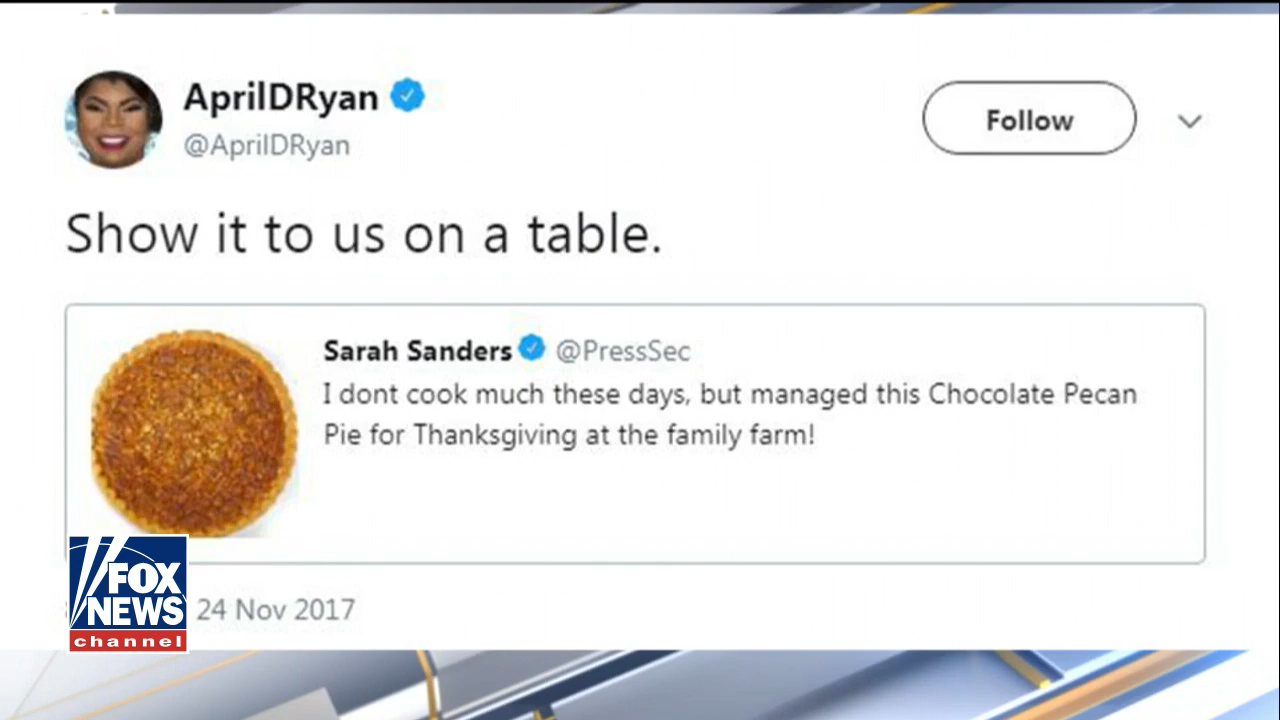 AprilDRyan
@AprilDRyan
Follow
Show it to us on a table.
Sarah Sanders @PressSec
I dont cook much these days, but managed this Chocolate Pecan
Pie for Thanksgiving at the family farm!
24 Nov 2017
FOX
NEWS
channel